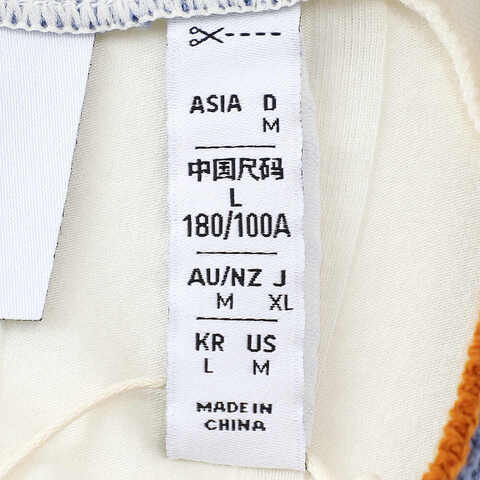 ASIA D
M
中国尺码
L
180/100A
AU/NZ J
M XL
KR US
L M
MADE IN
CHINA